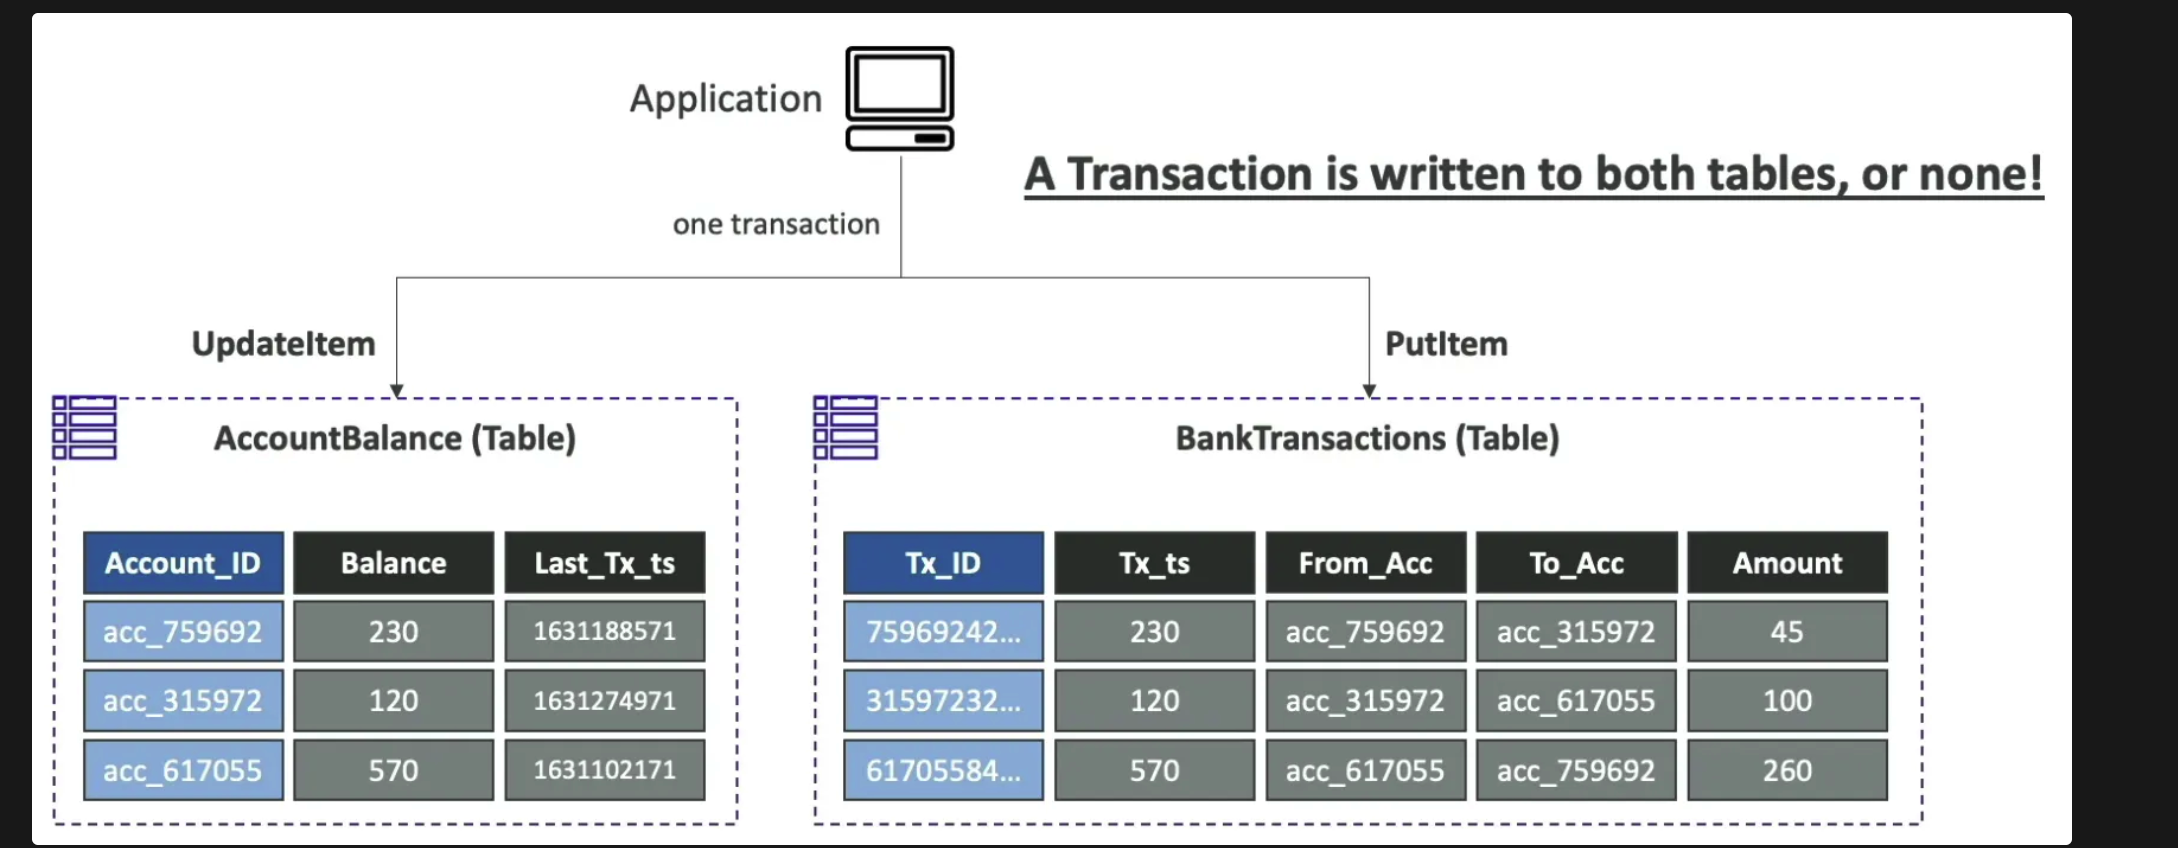 Application
A Transaction is written to both tables, or none!
one transaction
UpdateItem
PutItem
AccountBalance (Table)
Account_ID Balance Last_Tx_ts
acc_759692 230 1631188571
acc_315972 120 1631274971
acc_617055 570 1631102171
BankTransactions (Table)
Tx_ID Tx_ts From_Acc To_Acc Amount
75969242... 230 acc_759692 acc_315972 45
31597232... 120 acc_315972 acc_617055 100
61705584... 570 acc_617055 acc_759692 260